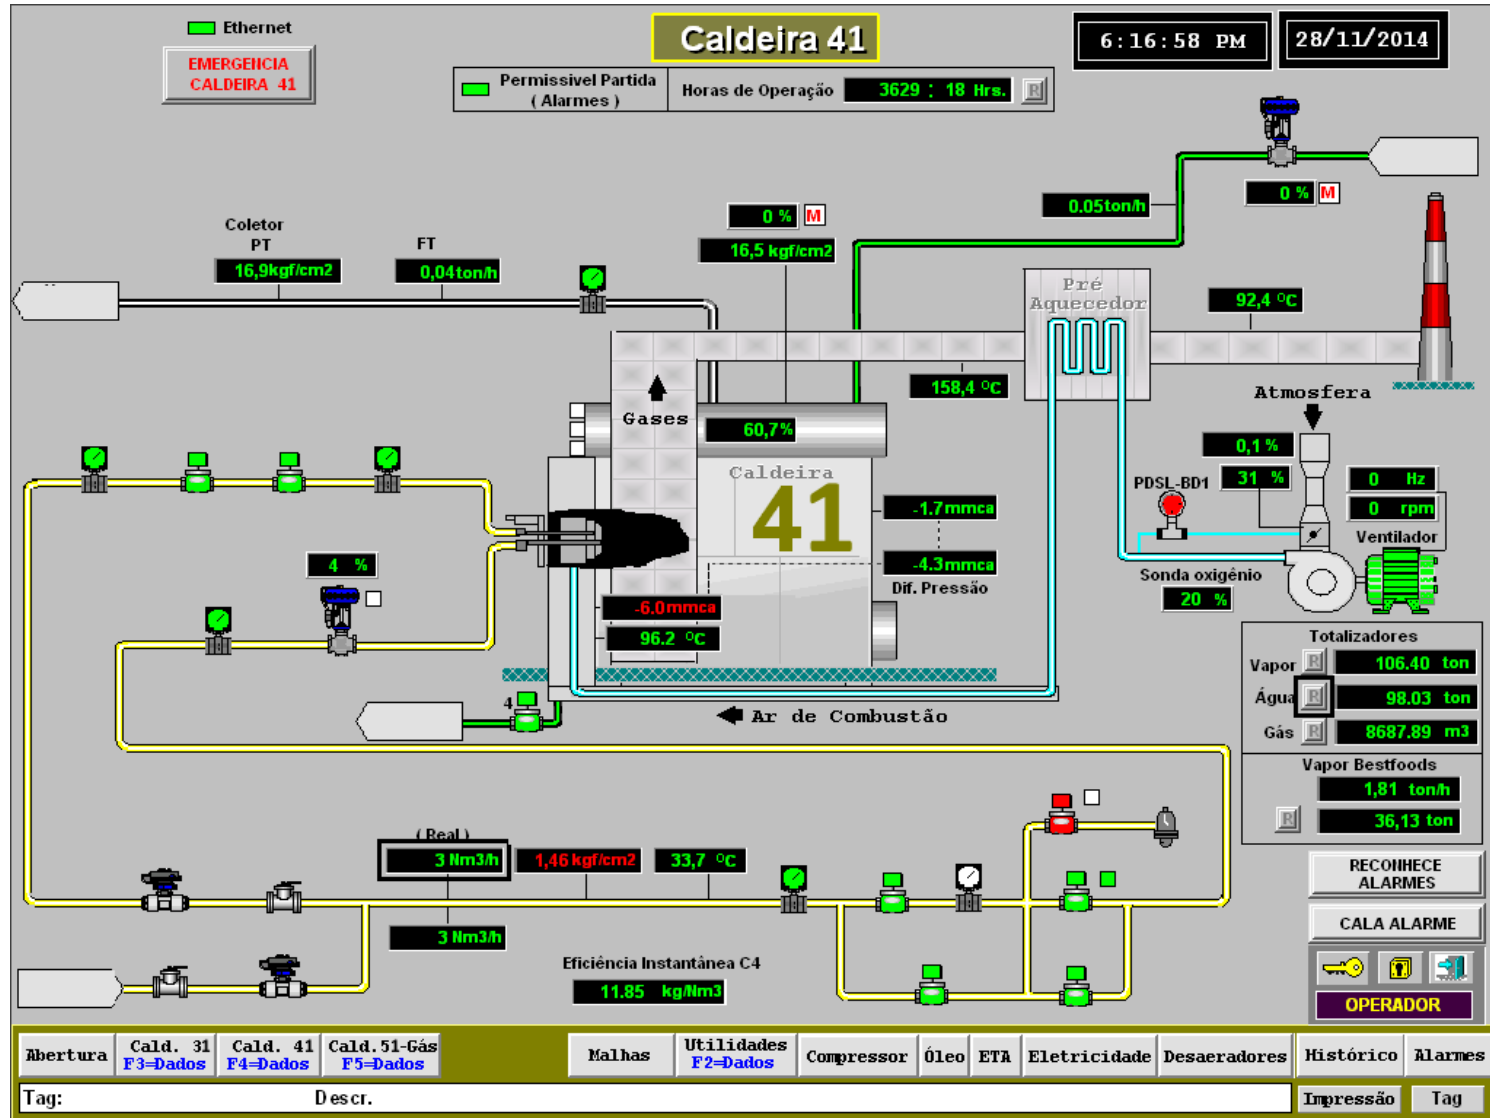 Ethernet
EMERGENCIA
CALDEIRA 41
Caldeira 41
6:16:58 PM
28/11/2014
Permissivel Partida
( Alarmes )
Horas de Operação
3629 : 18 Hrs.
R
0 %
M
0.05ton/h
0 %
M
Coletor
PT
FT
16,9kgf/cm2
0,04ton/h
16,5 kgf/cm2
Pré
Aquecedor
92,4 ºC
158,4 ºC
Atmosfera
Gases
60,7%
0,1 %
31 %
PDSL-BD1
0 Hz
0 rpm
Ventilador
Caldeira
41
-1.7mmca
-4.3mmca
Dif. Pressão
4 %
Sonda oxigênio
20 %
-6.0mmca
96.2 ºC
Totalizadores
Vapor R 106.40 ton
Água R 98.03 ton
Gás R 8687.89 m3
4
Ar de Combustão
Vapor Bestfoods
1,81 ton/h
R 36,13 ton
( Real )
3 Nm3/h
1,46 kgf/cm2
33,7 ºC
3 Nm3/h
RECONHECE
ALARMES
CALA ALARME
Eficiência Instantânea C4
11.85 kg/Nm3
OPERADOR
Abertura
Cald. 31
F3=Dados
Cald. 41
F4=Dados
Cald.51-Gás
F5=Dados
Malhas
Utilidades
F2=Dados
Compressor
Óleo
ETA
Eletricidade
Desaeradores
Histórico
Alarmes
Tag:
Descr.
Impressão
Tag